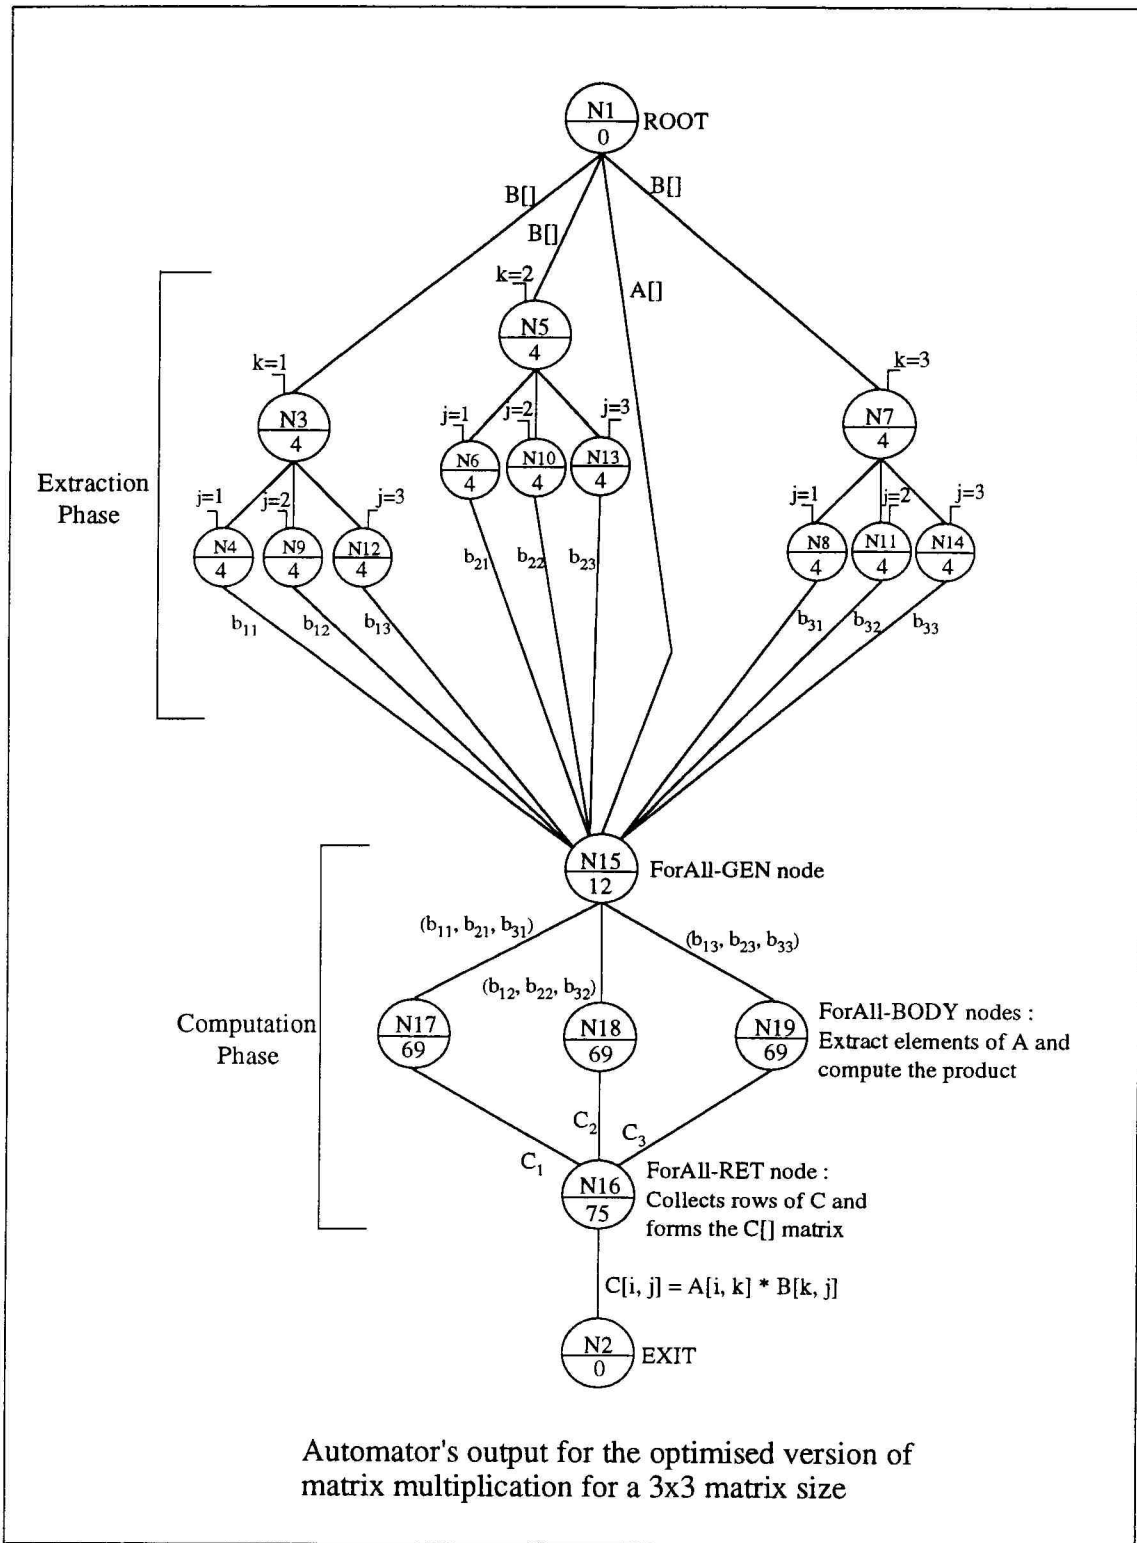 N1
0
ROOT
B[]
B[]
B[]
A[]
k=2
N5
4
k=1
k=3
N3
4
N7
4
j=1
j=2
j=3
N6
4
N10
4
N13
4
Extraction
Phase
j=1
j=2
j=3
j=1
j=2
j=3
N4
4
N9
4
N12
4
N8
4
N11
4
N14
4
b21
b22
b23
b11
b12
b13
b31
b32
b33
N15
12
ForAll-GEN node
(b11, b21, b31)
(b13, b23, b33)
(b12, b22, b32)
Computation
Phase
N17
69
N18
69
N19
69
ForAll-BODY nodes :
Extract elements of A and
compute the product
C1
C2
C3
N16
75
ForAll-RET node :
Collects rows of C and
forms the C[] matrix
C[i, j] = A[i, k] * B[k, j]
N2
0
EXIT
Automator's output for the optimised version of
matrix multiplication for a 3x3 matrix size